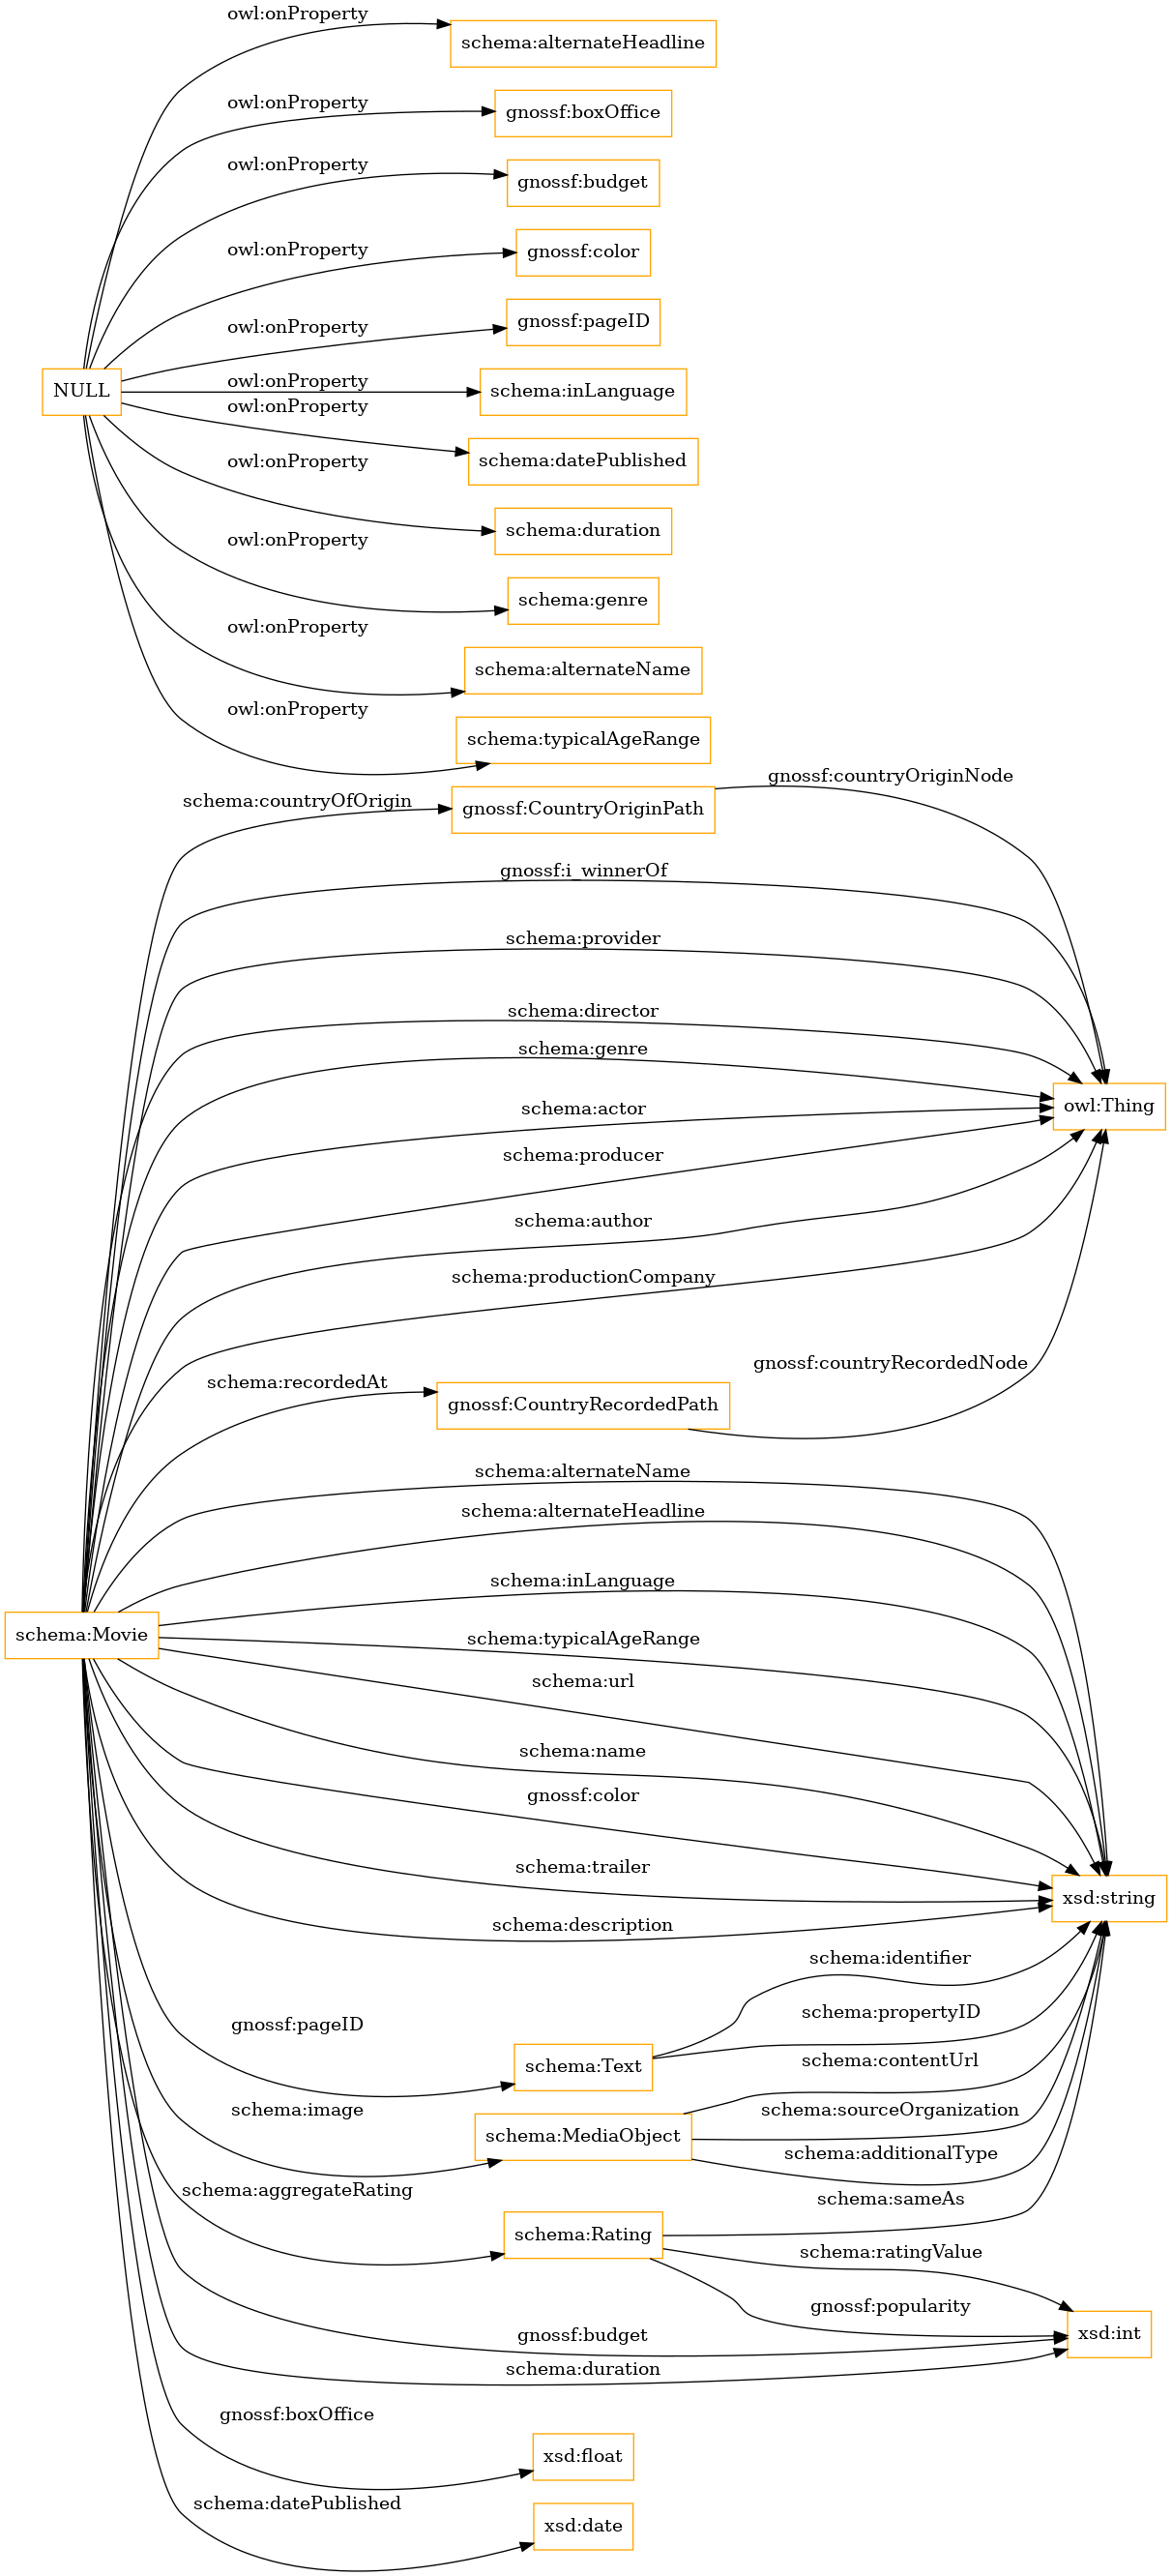 owl:onProperty
schema:alternateHeadline
owl:onProperty
gnossf:boxOffice
owl:onProperty
gnossf:budget
owl:onProperty
gnossf:color
owl:onProperty
gnossf:pageID
NULL
owl:onProperty
schema:inLanguage
owl:onProperty
schema:datePublished
owl:onProperty
schema:duration
owl:onProperty
schema:genre
owl:onProperty
schema:alternateName
owl:onProperty
schema:typicalAgeRange
gnossf:countryOriginNode
schema:countryOfOrigin
gnossf:CountryOriginPath
gnossf:i_winnerOf
schema:provider
schema:director
schema:genre
schema:actor
owl:Thing
schema:producer
schema:author
schema:productionCompany
gnossf:countryRecordedNode
schema:recordedAt
gnossf:CountryRecordedPath
schema:alternateName
schema:alternateHeadline
schema:inLanguage
schema:Movie
schema:typicalAgeRange
schema:url
schema:name
gnossf:color
schema:trailer
xsd:string
schema:description
schema:identifier
schema:propertyID
gnossf:pageID
schema:Text
schema:contentUrl
schema:image
schema:sourceOrganization
schema:MediaObject
schema:additionalType
schema:aggregateRating
schema:sameAs
schema:Rating
schema:ratingValue
gnossf:popularity
xsd:int
gnossf:budget
schema:duration
gnossf:boxOffice
xsd:float
schema:datePublished
xsd:date